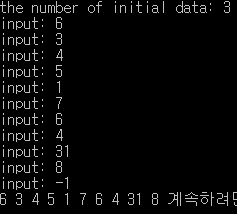 the number of initial data: 3
input: 6
input: 3
input: 4
input: 5
input: 1
input: 7
input: 6
input: 4
input: 31
input: 8
input: -1
6 3 4 5 1 7 6 4 31 8 계속하려면